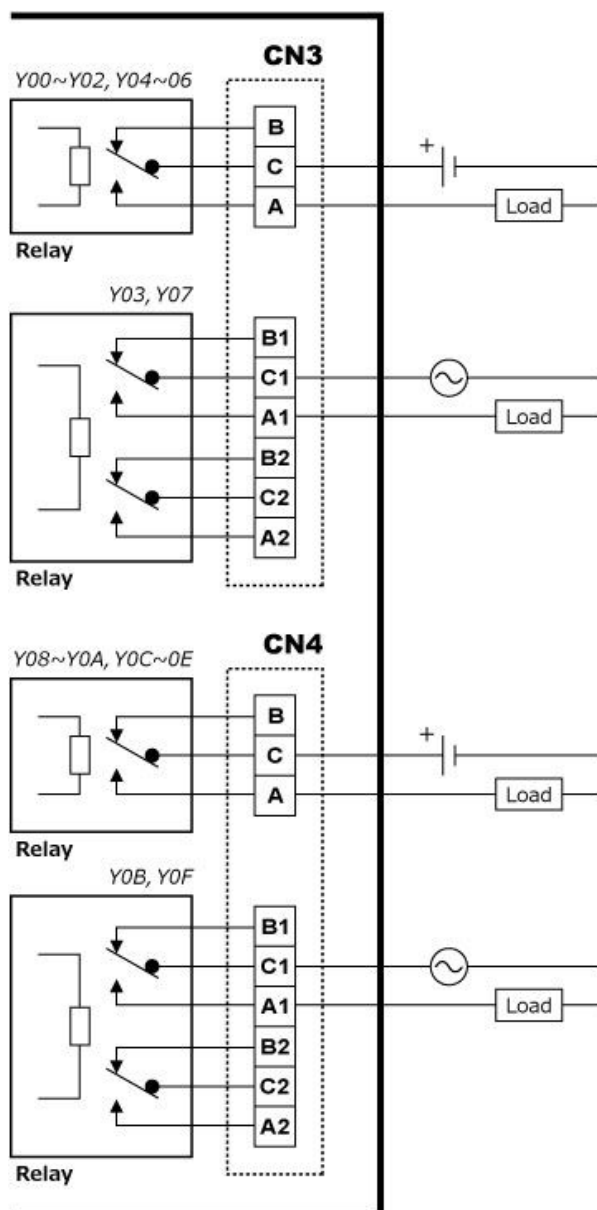 CN3
Y00~Y02, Y04~06
B
C
A
+
Load
Relay
Y03, Y07
B1
C1
A1
B2
C2
A2
Load
Relay
CN4
Y08~Y0A, Y0C~0E
B
C
A
+
Load
Relay
Y0B, Y0F
B1
C1
A1
B2
C2
A2
Load
Relay